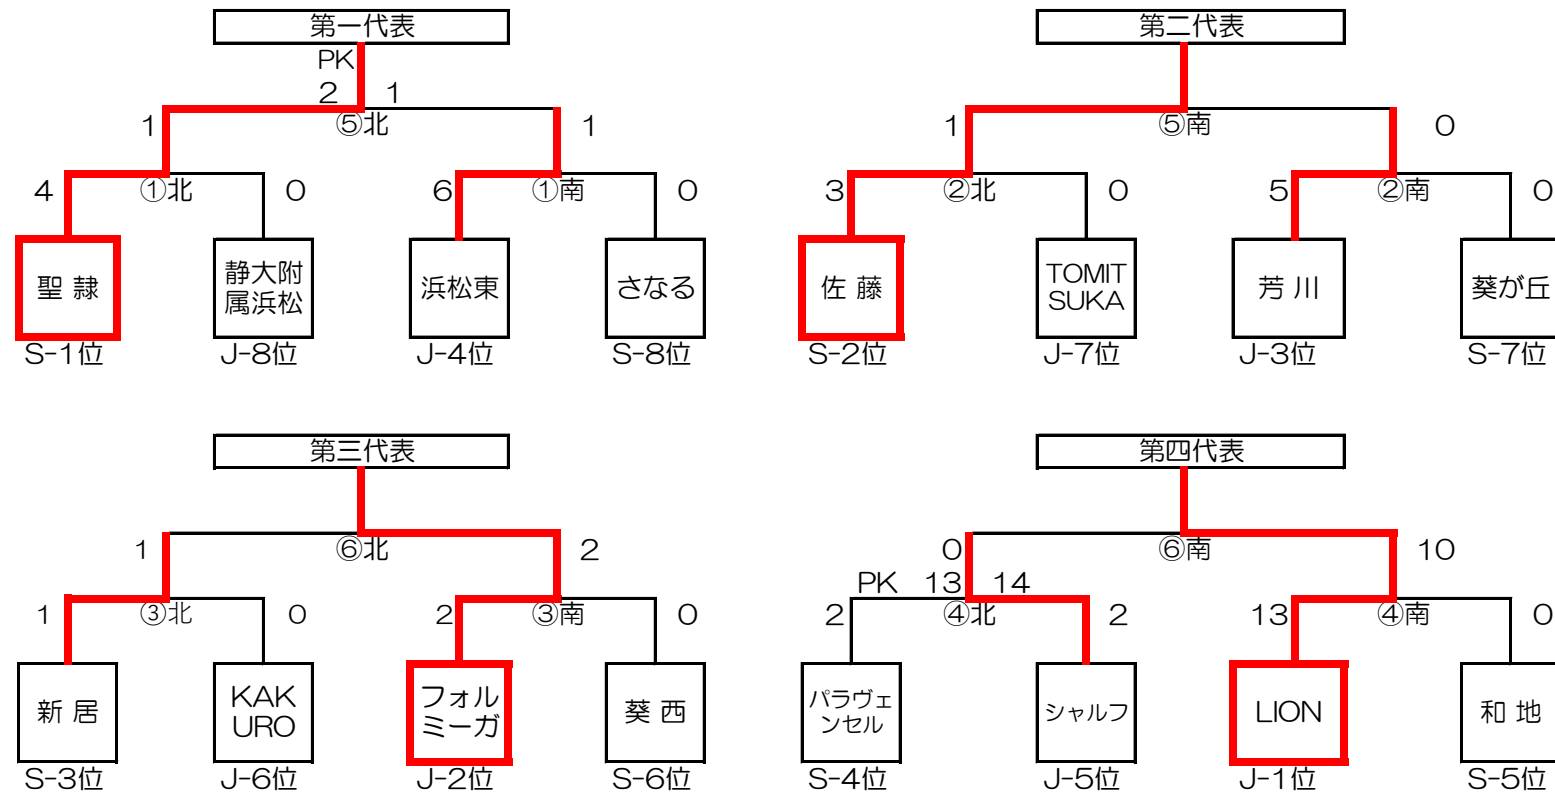 第一代表 第二代表
PK
2 1
⑤北 ⑤南
1 1 1 0
4 ①北 0 6 ①南 0 3 ②北 0 5 ②南 0
聖 隷 静大附 浜松東 さなる 佐 藤 TOMIT 芳 川 葵が丘
属浜松 SUKA
S-1位 J-8位 J-4位 S-8位 S-2位 J-7位 J-3位 S-7位
第三代表 第四代表
1 ⑥北 2 0 ⑥南 10
PK 13 14
1 ③北 0 2 ③南 0 2 ④北 2 13 ④南 0
新 居 KAK フォル 葵 西 パラヴェ シャルフ LION 和 地
URO ミーガ ンセル
S-3位 J-6位 J-2位 S-6位 S-4位 J-5位 J-1位 S-5位